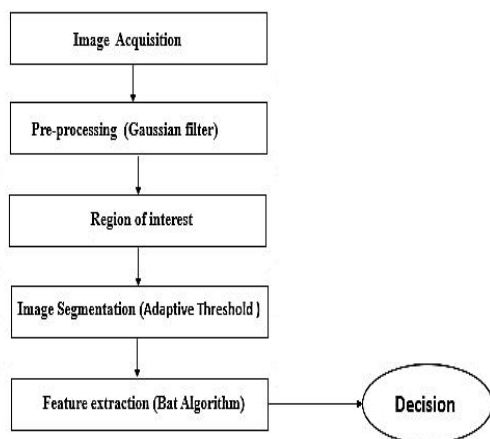 Image Acquisition
Pre-processing (Gaussian filter)
Region of interest
Image Segmentation (Adaptive Threshold )
Feature extraction (Bat Algorithm)
Decision